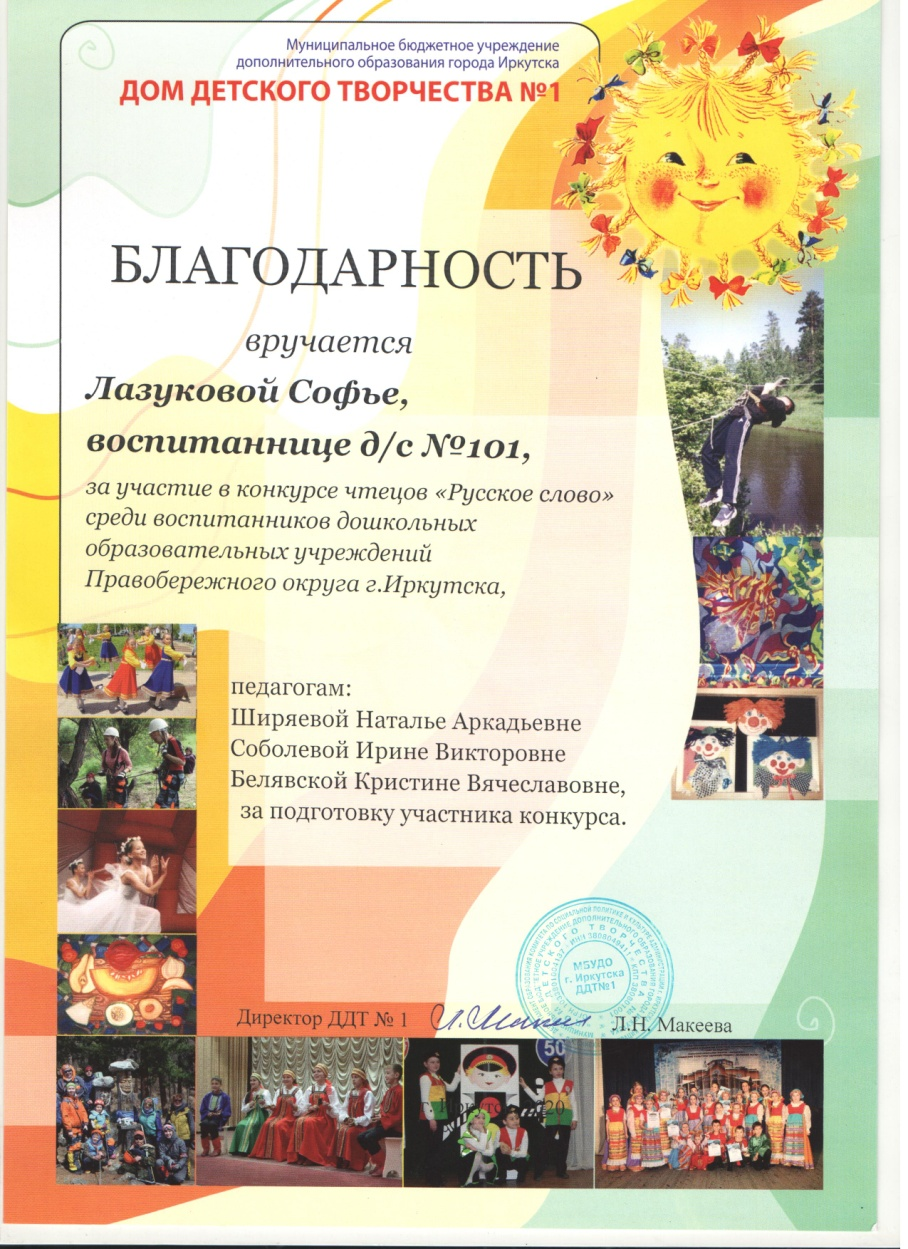 Муниципальное бюджетное учреждение
дополнительного образования города Иркутска
ДОМ ДЕТСКОГО ТВОРЧЕСТВА №1
БЛАГОДАРНОСТЬ
вручается
Лазуковой Софье,
воспитаннице д/с №101,
за участие в конкурсе чтецов «Русское слово»
среди воспитанников дошкольных
образовательных учреждений
Правобережного округа г.Иркутска,
педагогам:
Ширяевой Наталье Аркадьевне
Соболевой Ирине Викторовне
Белявской Кристине Вячеславовне,
за подготовку участника конкурса.
МБУДО
г. Иркутска
ДДТ№1
Директор ДДТ № 1
Л.Н. Макеева
50